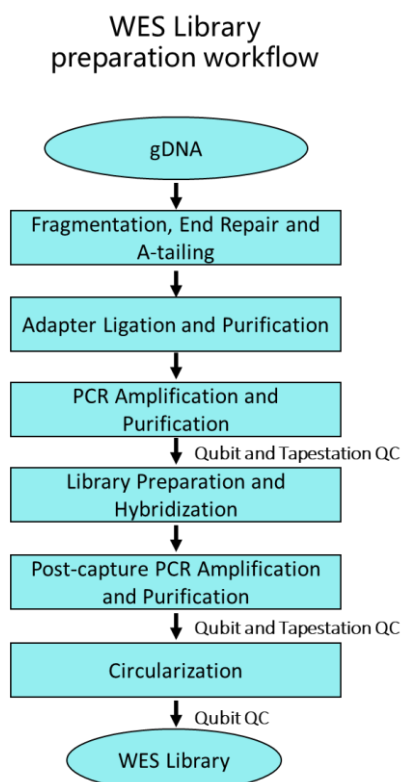 WES Library
preparation workflow
gDNA
Fragmentation, End Repair and
A-tailing
Adapter Ligation and Purification
PCR Amplification and
Purification
Qubit and Tapestation QC
Library Preparation and
Hybridization
Post-capture PCR Amplification
and Purification
Qubit and Tapestation QC
Circularization
Qubit QC
WES Library